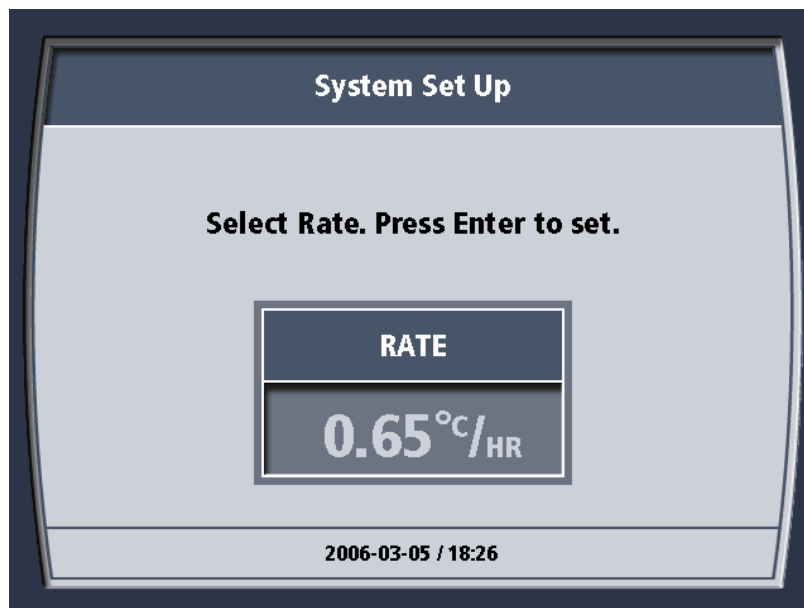 System Set Up
Select Rate. Press Enter to set.
RATE
0.65°C/HR
2006-03-05 / 18:26